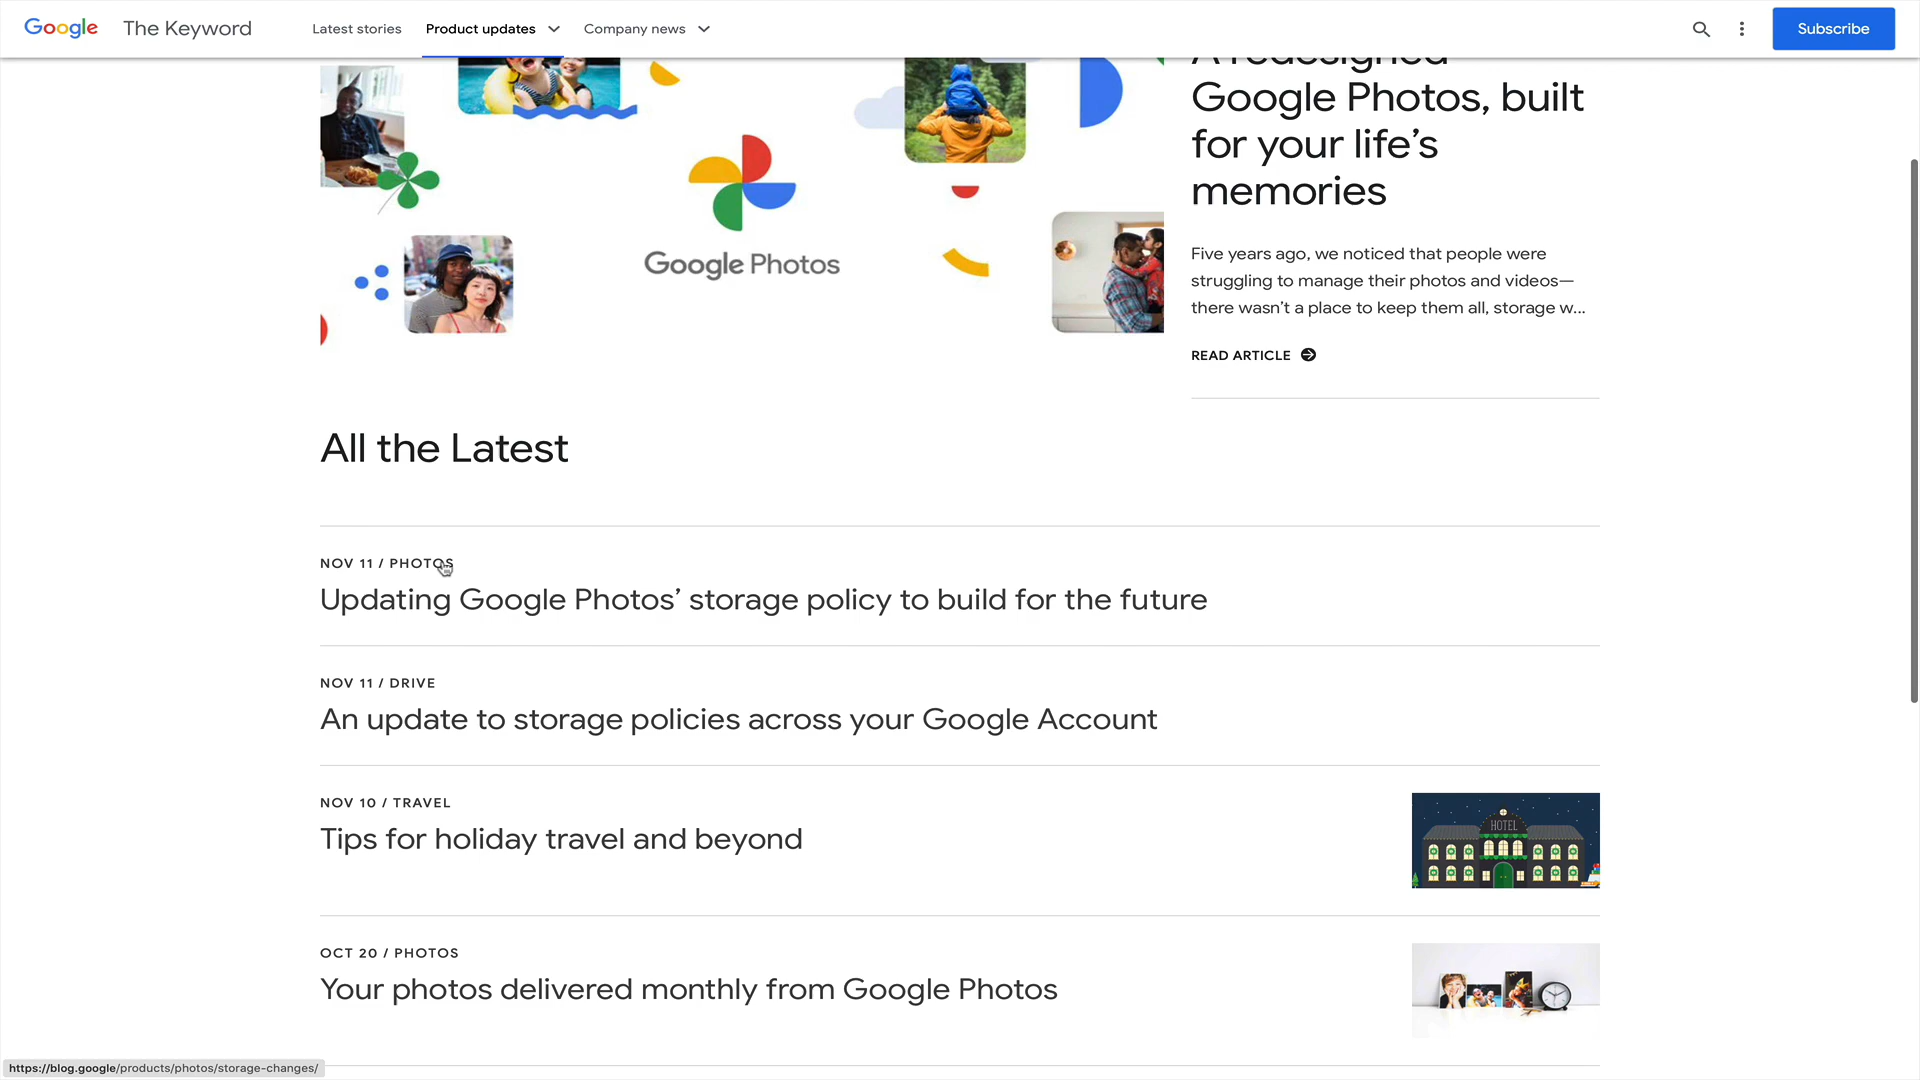 Google The Keyword Latest stories Product updates Company news Subscribe
A redesigned
Google Photos, built
for your life’s
memories
Google Photos
Five years ago, we noticed that people were
struggling to manage their photos and videos—
there wasn’t a place to keep them all, storage w...
READ ARTICLE
All the Latest
NOV 11 / PHOTOS
Updating Google Photos’ storage policy to build for the future
NOV 11 / DRIVE
An update to storage policies across your Google Account
NOV 10 / TRAVEL
Tips for holiday travel and beyond
HOTEL
OCT 20 / PHOTOS
Your photos delivered monthly from Google Photos
https://blog.google/products/photos/storage-changes/